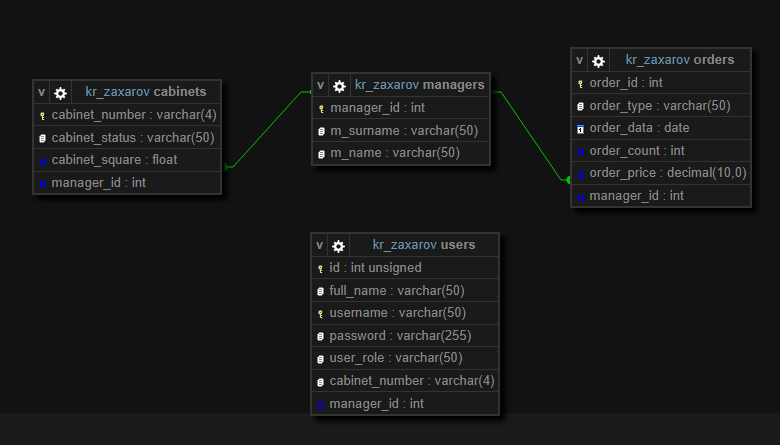 v kr_zaxarov cabinets
cabinet_number : varchar(4)
cabinet_status : varchar(50)
cabinet_square : float
manager_id : int
v kr_zaxarov managers
manager_id : int
m_surname : varchar(50)
m_name : varchar(50)
v kr_zaxarov orders
order_id : int
order_type : varchar(50)
order_data : date
order_count : int
order_price : decimal(10,0)
manager_id : int
v kr_zaxarov users
id : int unsigned
full_name : varchar(50)
username : varchar(50)
password : varchar(255)
user_role : varchar(50)
cabinet_number : varchar(4)
manager_id : int